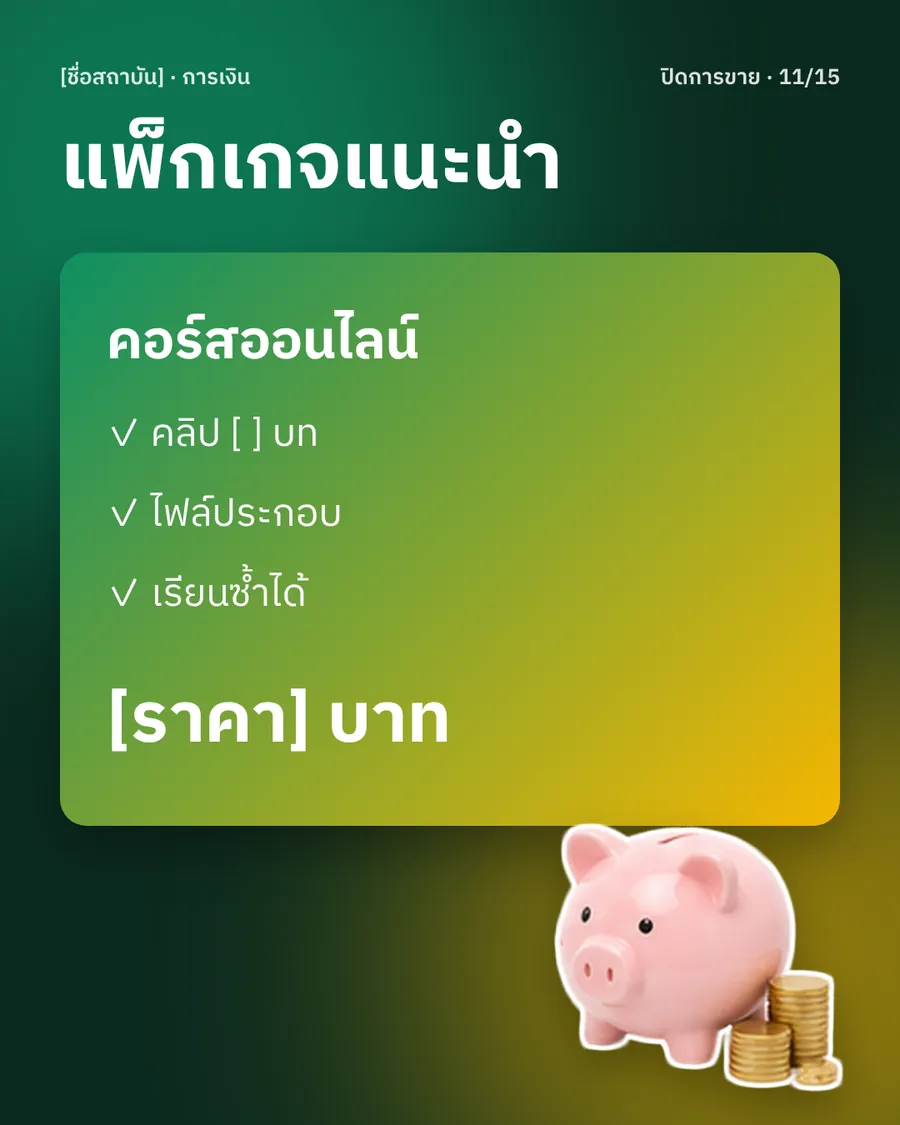 [ชื่อสถาบัน] · การเงิน
ปิดการขาย · 11/15
แพ็กเกจแนะนำ
คอร์สออนไลน์
✓ คลิป [ ] บท
✓ ไฟล์ประกอบ
✓ เรียนซ้ำได้
[ราคา] บาท